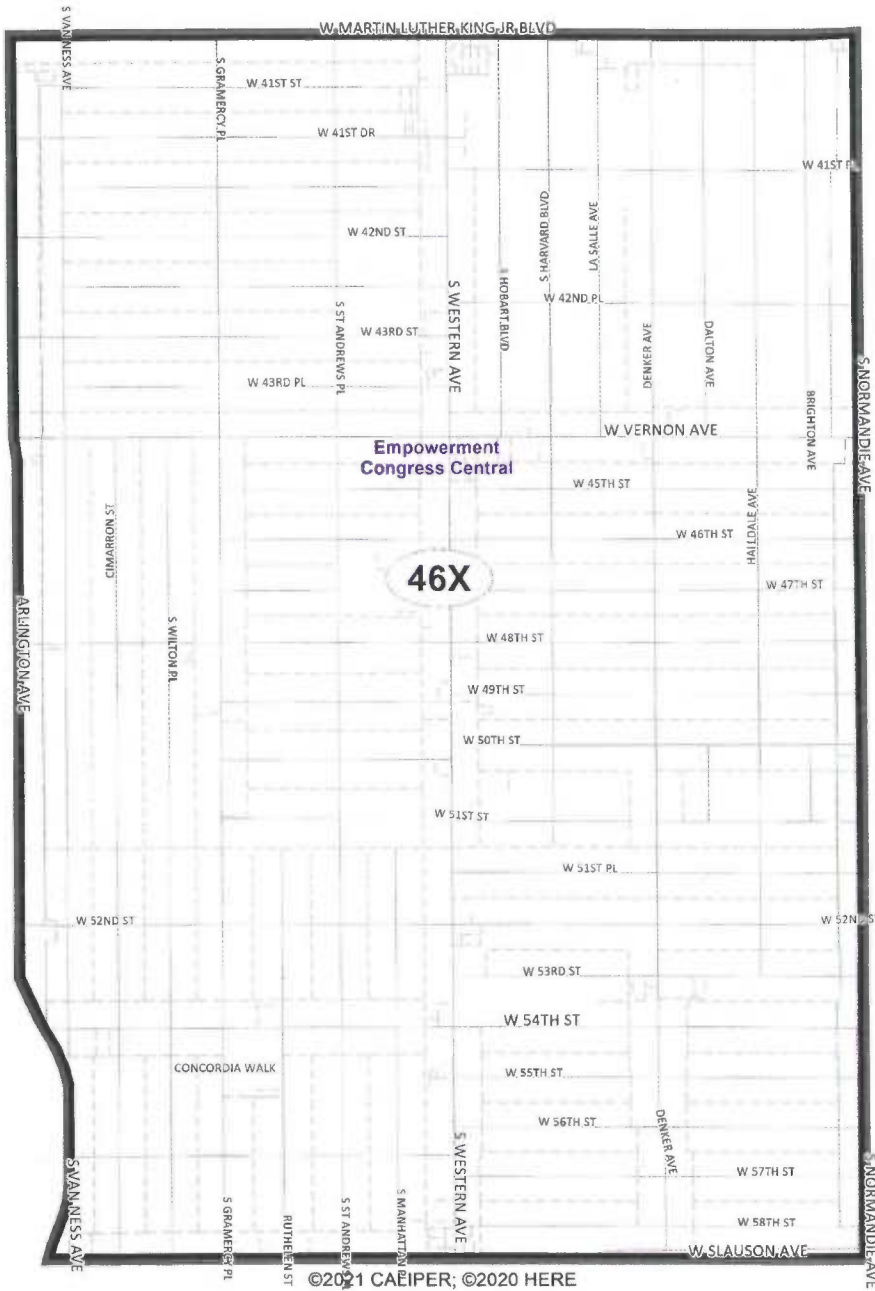 W MARTIN LUTHER KING JR BLVD
S VAN NESS AVE
S GRAMERCY PL
W 41ST ST
W 41ST DR
W 41ST PL
W 42ND ST
S HARVARD BLVD
LA SALLE AVE
S HOBART BLVD
S WESTERN AVE
W 42ND PL
S ST ANDREWS PL
W 43RD ST
DENKER AVE
DALTON AVE
S NORMANDIE AVE
W 43RD PL
BRIGHTON AVE
W VERNON AVE
Empowerment
Congress Central
W 45TH ST
HALLDALE AVE
CIMARRON ST
W 46TH ST
46X
W 47TH ST
ARLINGTON AVE
S WILTON PL
W 48TH ST
W 49TH ST
W 50TH ST
W 51ST ST
W 51ST PL
W 52ND ST
W 52ND ST
W 53RD ST
W 54TH ST
CONCORDIA WALK
W 55TH ST
W 56TH ST
DENKER AVE
S WESTERN AVE
W 57TH ST
S VAN NESS AVE
S GRAMERCY PL
RUTHELEN ST
S ST ANDREWS PL
S MANHATTAN PL
W 58TH ST
S NORMANDIE AVE
W SLAUSON AVE
©2021 CALIPER; ©2020 HERE